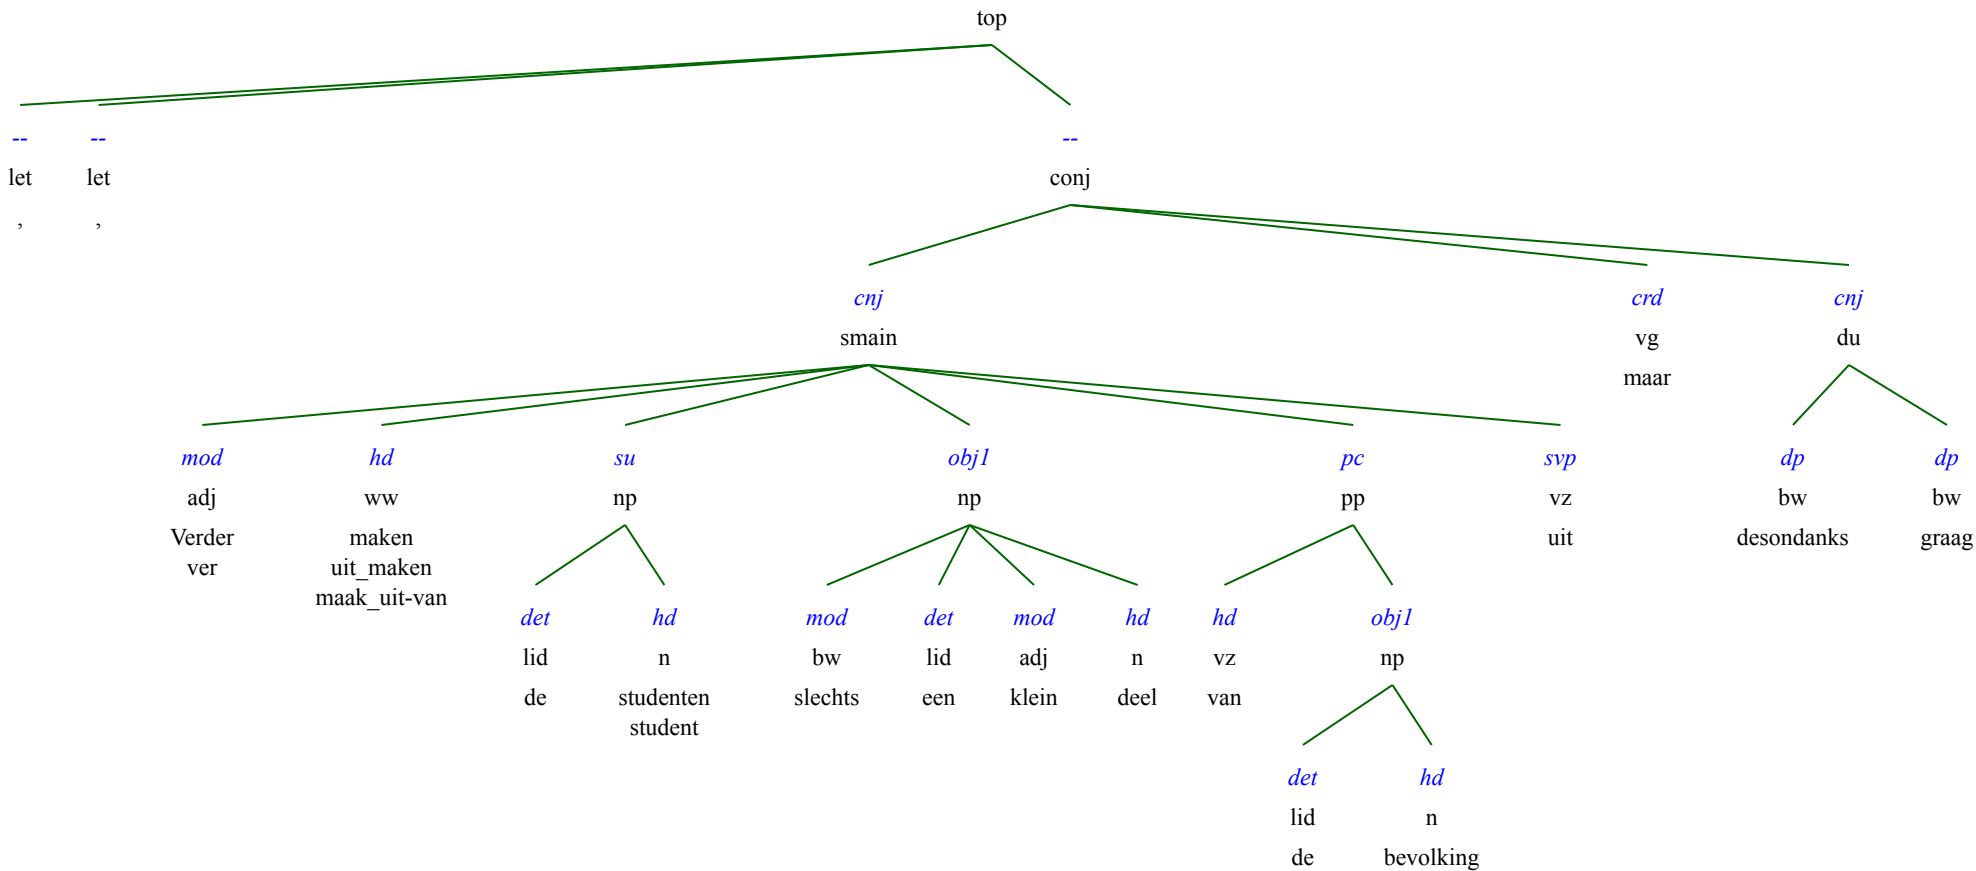 top
-- -- --
let let conj
, ,
cnj crd cnj
smain vg du
maar
mod hd su obj1 pc svp dp dp
adj ww np np pp vz bw bw
Verder maken uit desondanks graag
ver uit_maken
maak_uit-van
det hd mod det mod hd hd obj1
lid n bw lid adj n vz np
de studenten slechts een klein deel van
student
det hd
lid n
de bevolking